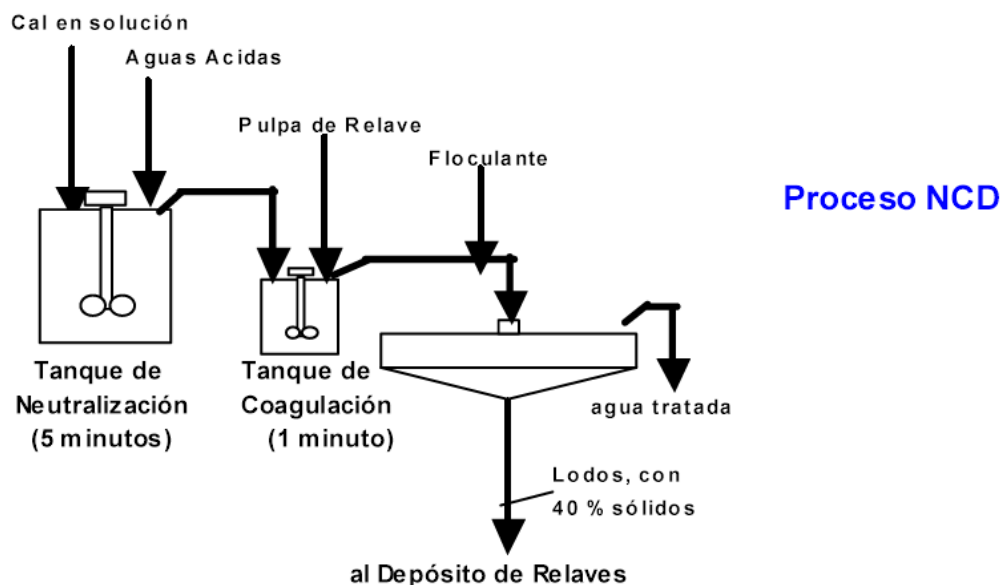 Cal en solución
Aguas Acidas
Pulpa de Relave
Floculante
Proceso NCD
Tanque de
Neutralización
(5 minutos)
Tanque de
Coagulación
(1 minuto)
agua tratada
Lodos, con
40 % sólidos
al Depósito de Relaves